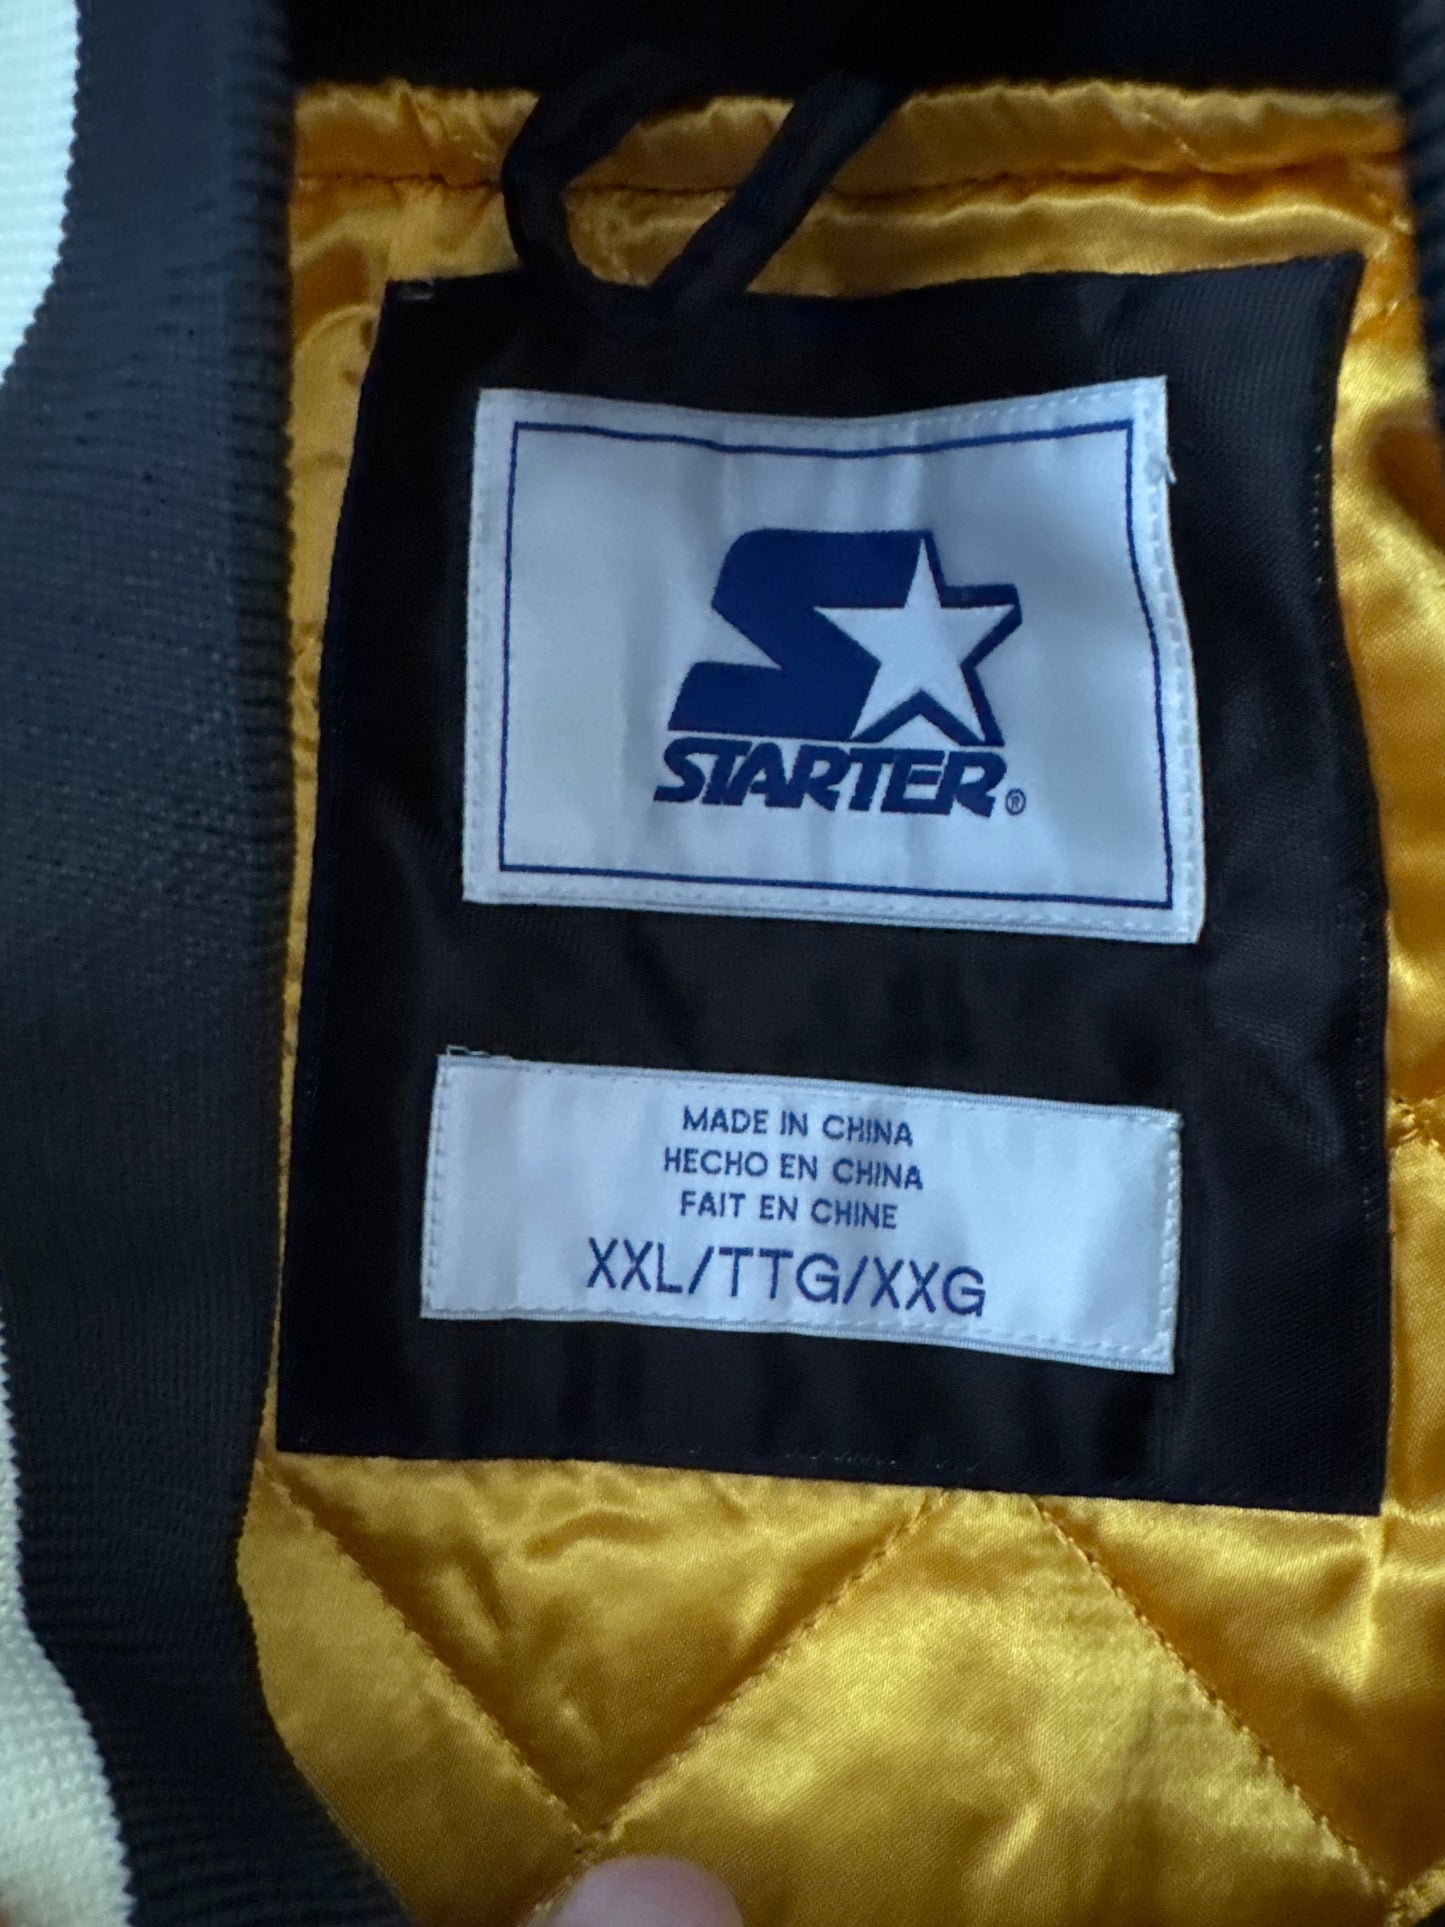 STARTER®
MADE IN CHINA
HECHO EN CHINA
FAIT EN CHINE
XXL/TTG/XXG